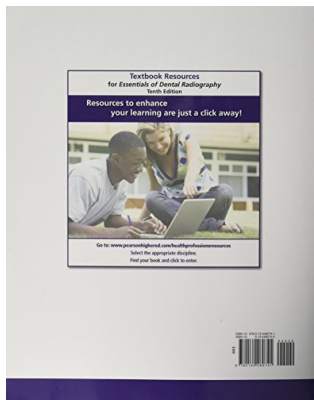 Textbook Resources
for Essentials of Dental Radiography
Tenth Edition
Resources to enhance
your learning are just a click away!
Go to: www.pearsonhighered.com/healthprofessionsresources
Select the appropriate discipline.
Find your book and click to enter.